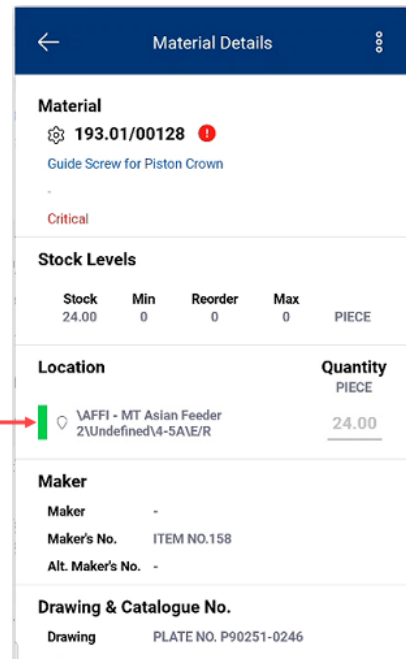 Material Details
Material
193.01/00128
Guide Screw for Piston Crown
-
Critical
Stock Levels
Stock Min Reorder Max
24.00 0 0 0 PIECE
Location Quantity
PIECE
\AFFI - MT Asian Feeder
2\Undefined\4-5A\E/R 24.00
Maker
Maker -
Maker's No. ITEM NO.158
Alt. Maker's No. -
Drawing & Catalogue No.
Drawing PLATE NO. P90251-0246